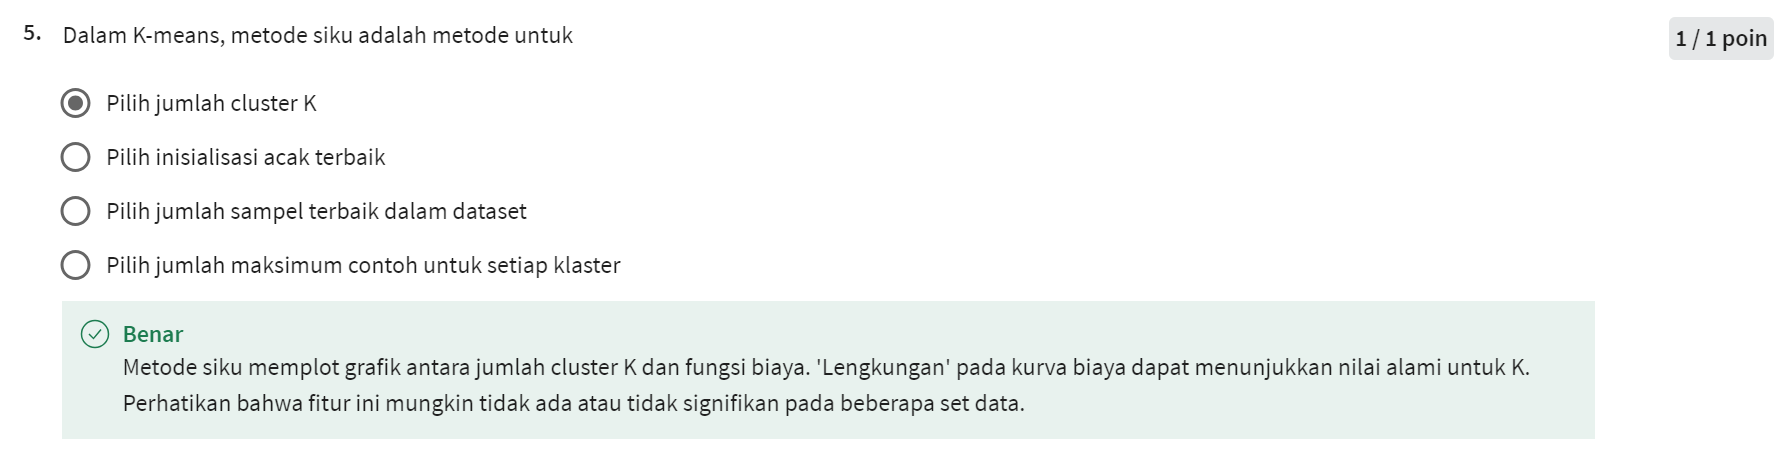 5. Dalam K-means, metode siku adalah metode untuk
1 / 1 poin
Pilih jumlah cluster K
Pilih inisialisasi acak terbaik
Pilih jumlah sampel terbaik dalam dataset
Pilih jumlah maksimum contoh untuk setiap klaster
Benar
Metode siku memplot grafik antara jumlah cluster K dan fungsi biaya. 'Lengkungan' pada kurva biaya dapat menunjukkan nilai alami untuk K.
Perhatikan bahwa fitur ini mungkin tidak ada atau tidak signifikan pada beberapa set data.